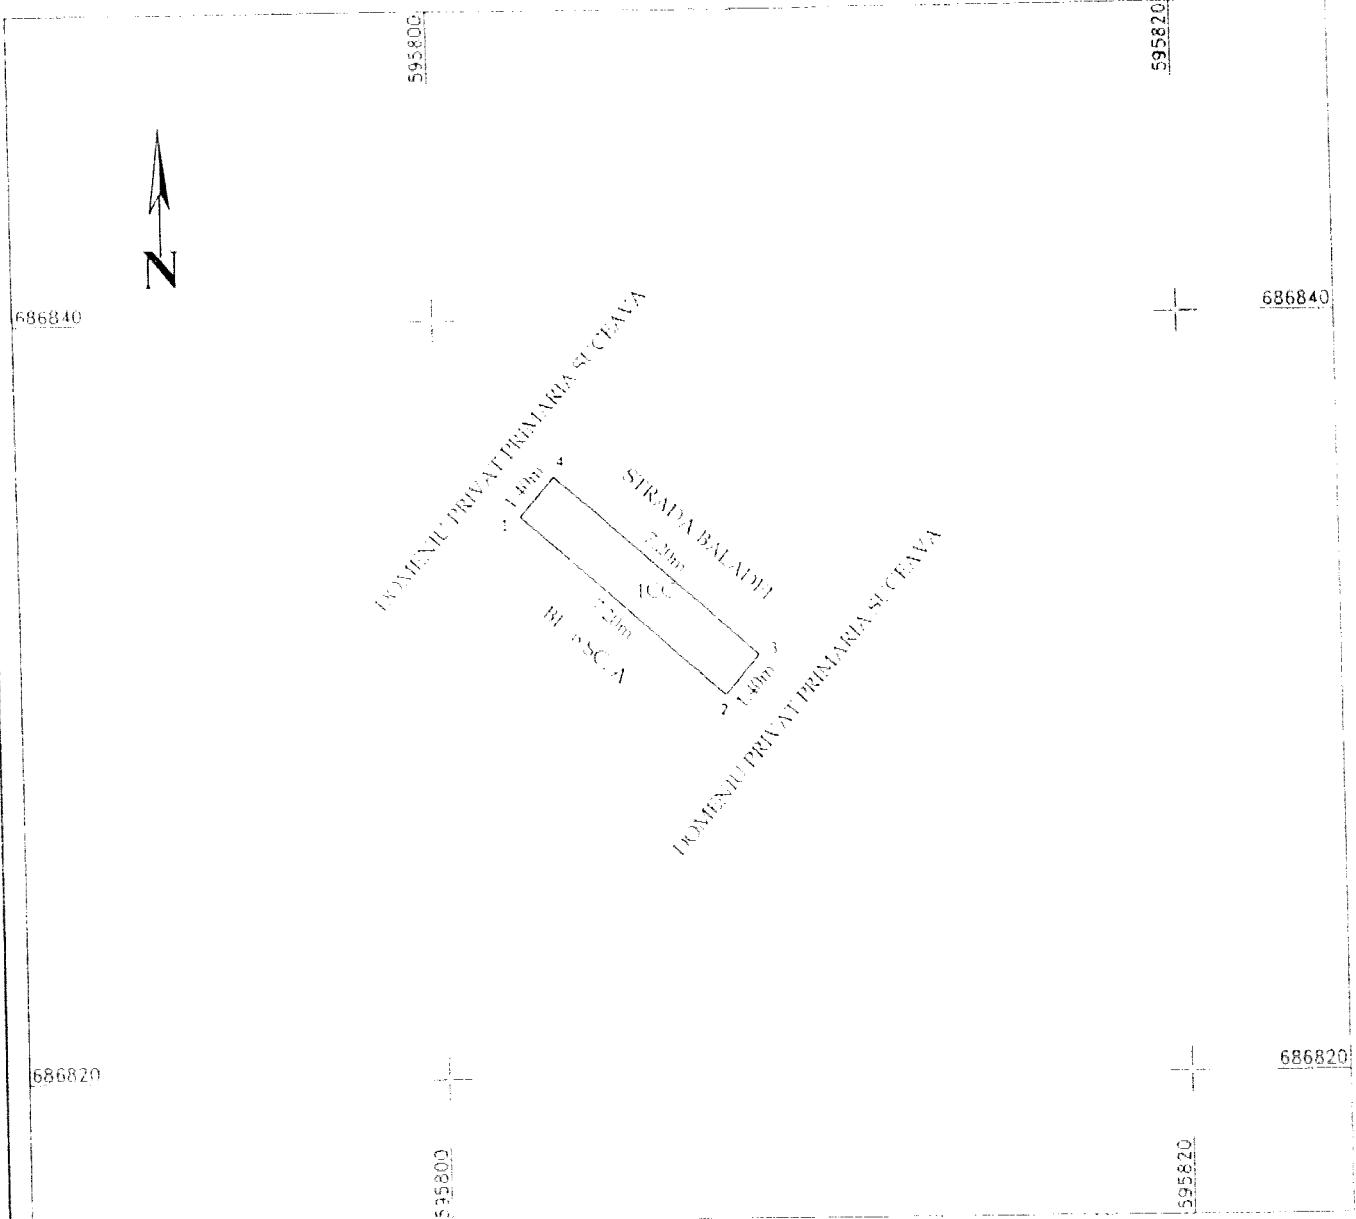 595800
595820
N
686840
686840
DOMENIU PRIVAT PRIMARIA SUCEAVA
4
1.40m
1
STRADA BALADEI
7.20m
1CC
7.20m
SC. A
3
1.40m
2
DOMENIU PRIVAT PRIMARIA SUCEAVA
686820
686820
595800
595820